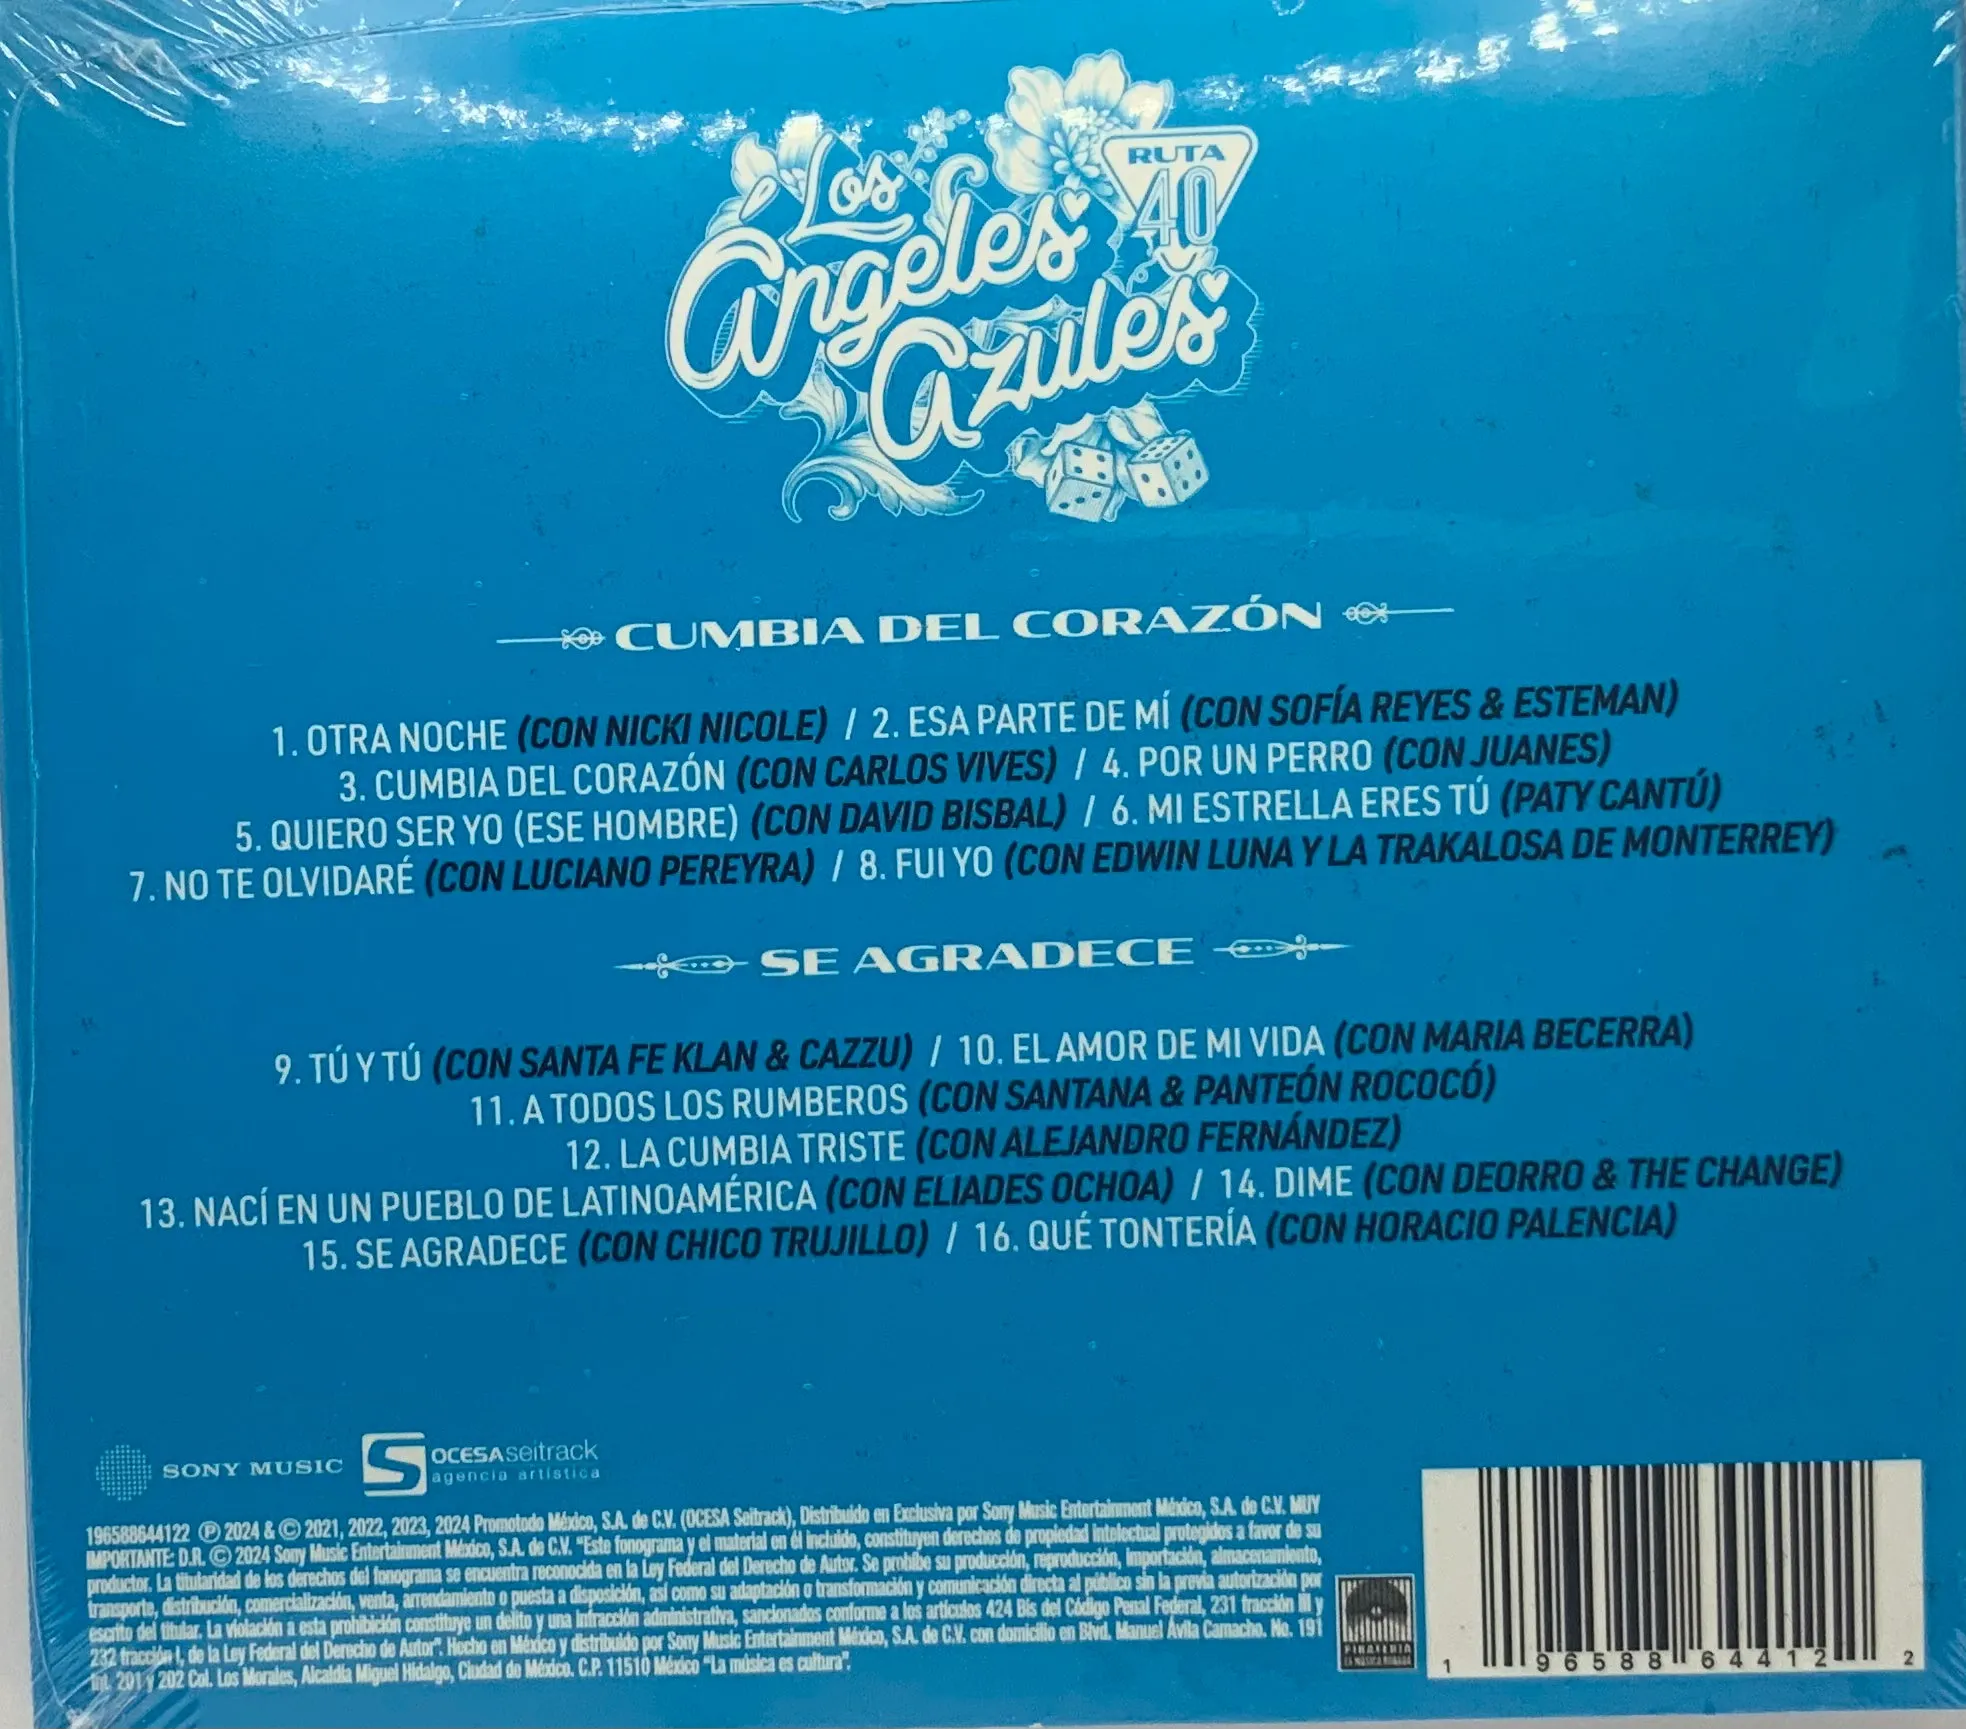 Los
Ángeles
Azules
RUTA
40
CUMBIA DEL CORAZÓN
1. OTRA NOCHE (CON NICKI NICOLE) / 2. ESA PARTE DE MÍ (CON SOFÍA REYES & ESTEMAN)
3. CUMBIA DEL CORAZÓN (CON CARLOS VIVES) / 4. POR UN PERRO (CON JUANES)
5. QUIERO SER YO (ESE HOMBRE) (CON DAVID BISBAL) / 6. MI ESTRELLA ERES TÚ (PATY CANTÚ)
7. NO TE OLVIDARÉ (CON LUCIANO PEREYRA) / 8. FUI YO (CON EDWIN LUNA Y LA TRAKALOSA DE MONTERREY)
SE AGRADECE
9. TÚ Y TÚ (CON SANTA FE KLAN & CAZZU) / 10. EL AMOR DE MI VIDA (CON MARIA BECERRA)
11. A TODOS LOS RUMBEROS (CON SANTANA & PANTEÓN ROCOCÓ)
12. LA CUMBIA TRISTE (CON ALEJANDRO FERNÁNDEZ)
13. NACÍ EN UN PUEBLO DE LATINOAMÉRICA (CON ELIADES OCHOA) / 14. DIME (CON DEORRO & THE CHANGE)
15. SE AGRADECE (CON CHICO TRUJILLO) / 16. QUÉ TONTERÍA (CON HORACIO PALENCIA)
SONY MUSIC
OCESAseitrack
agencia artística
196588644122 Ⓟ 2024 & © 2021, 2022, 2023, 2024 Promotodo México, S.A. de C.V. (OCESA Seitrack), Distribuido en Exclusiva por Sony Music Entertainment México, S.A. de C.V. MUY
IMPORTANTE: D.R. © 2024 Sony Music Entertainment México, S.A. de C.V. "Este fonograma y el material en él incluido, constituyen derechos de propiedad intelectual protegidos a favor de su
productor. La titularidad de los derechos del fonograma se encuentra reconocida en la Ley Federal del Derecho de Autor. Se prohíbe su producción, reproducción, importación, almacenamiento,
transporte, distribución, comercialización, venta, arrendamiento o puesta a disposición, así como su adaptación o transformación y comunicación directa al público sin la previa autorización por
escrito del titular. La violación a esta prohibición constituye un delito y una infracción administrativa, sancionados conforme a los artículos 424 Bis del Código Penal Federal, 231 fracción III y
232 fracción I, de la Ley Federal del Derecho de Autor". Hecho en México y distribuido por Sony Music Entertainment México, S.A. de C.V. con domicilio en Blvd. Manuel Ávila Camacho. No. 191
Int. 201 y 202 Col. Los Morales, Alcaldía Miguel Hidalgo, Ciudad de México. C.P. 11510 México "La música es cultura".
PIRATERIA
1 96588 64412 2